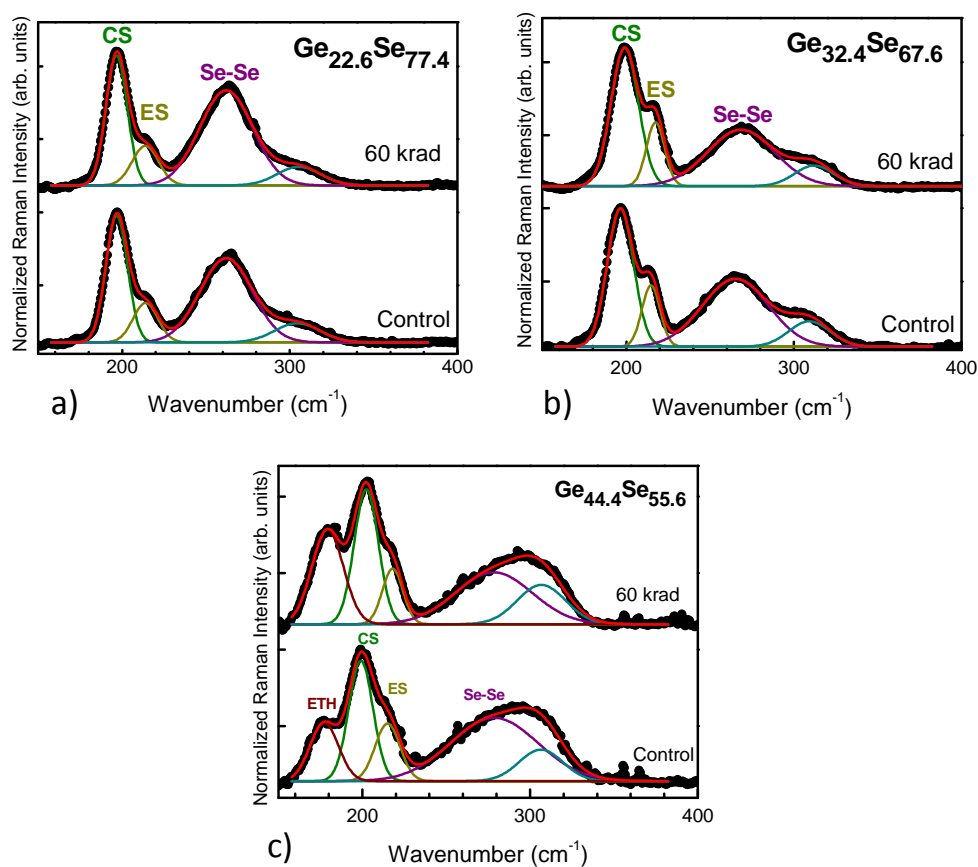 Normalized Raman Intensity (arb. units)
CS
ES
Se-Se
Ge22.6Se77.4
60 krad
Control
200 300 400
a)
Wavenumber (cm-1)
Normalized Raman Intensity (arb. units)
CS
ES
Se-Se
Ge32.4Se67.6
60 krad
Control
200 300 400
b)
Wavenumber (cm-1)
Normalized Raman Intensity (arb. units)
Ge44.4Se55.6
60 krad
CS
ETH
ES
Se-Se
Control
200 300 400
c)
Wavenumber (cm-1)